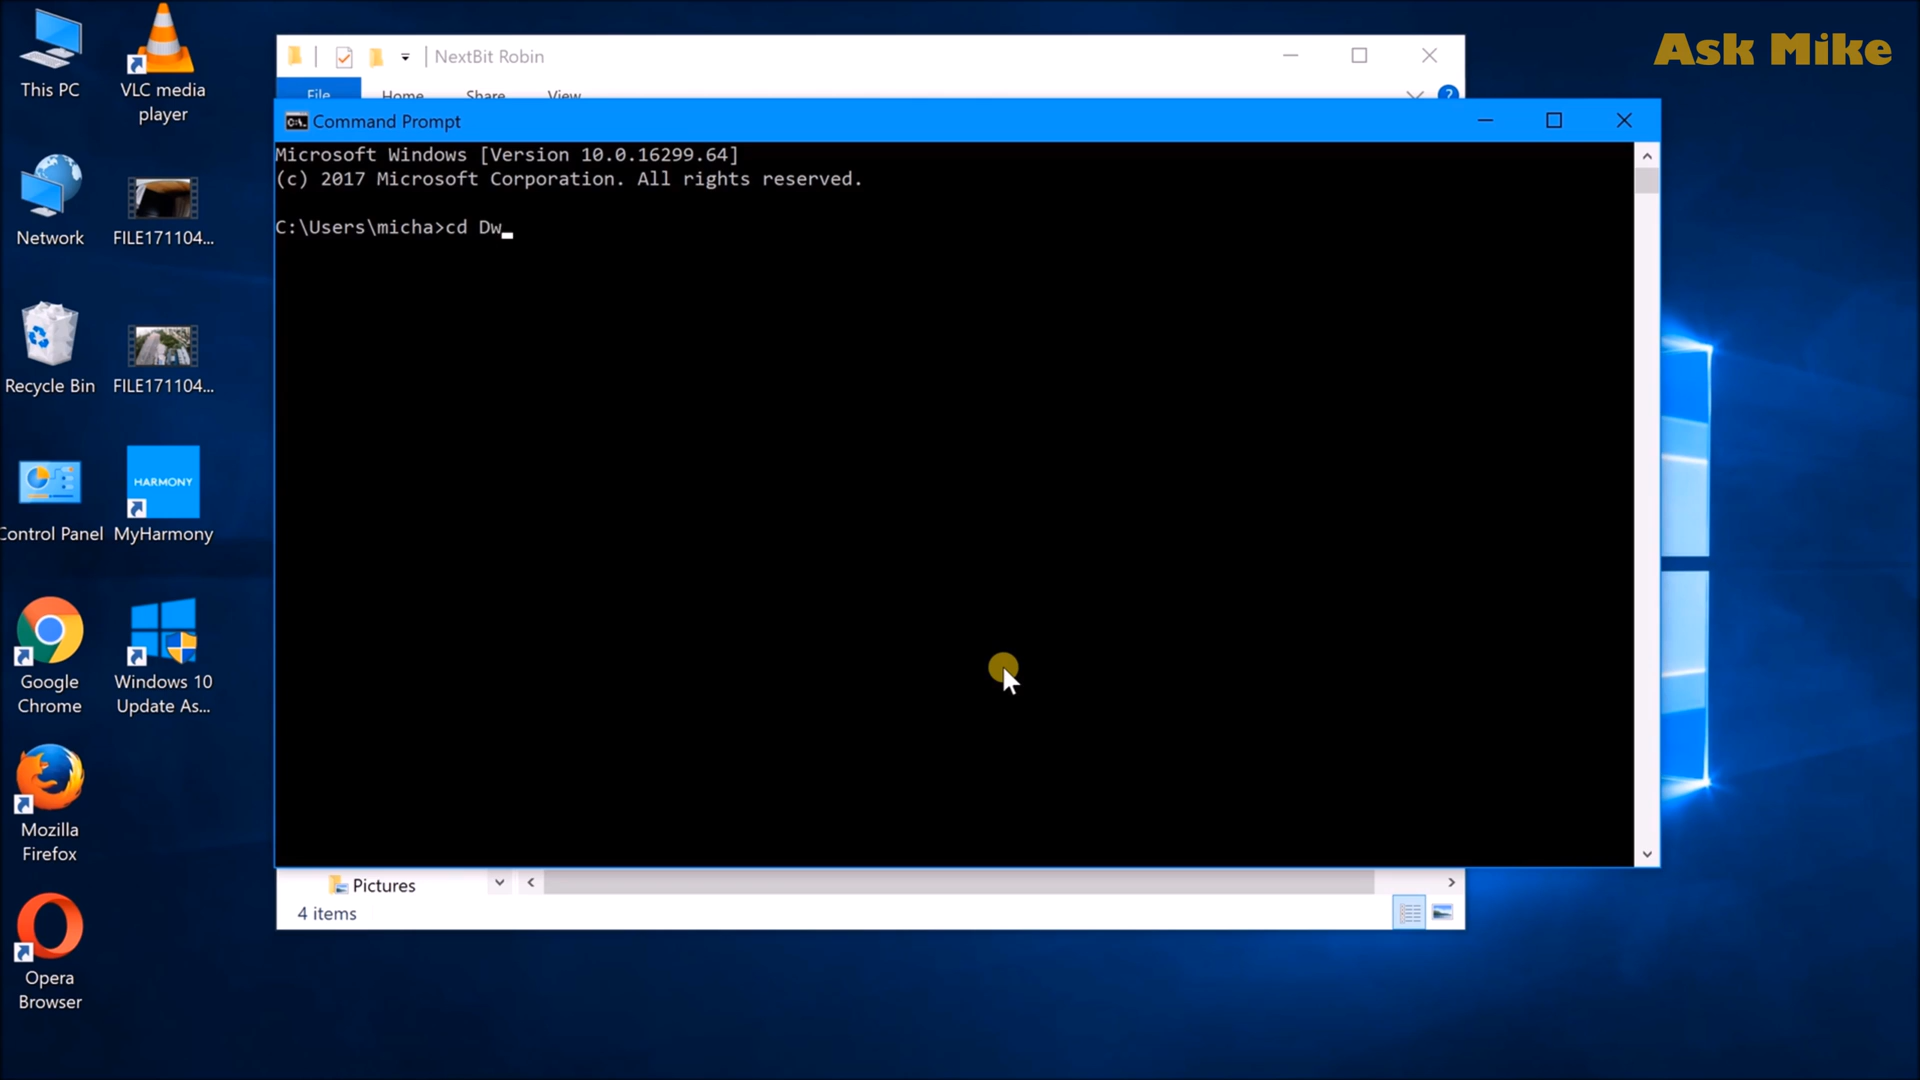 Ask Mike
This PC
VLC media
player
Network
FILE171104...
Recycle Bin
FILE171104...
Control Panel
HARMONY
MyHarmony
Google
Chrome
Windows 10
Update As...
Mozilla
Firefox
Opera
Browser
NextBit Robin
File Home Share View
?
C:\. Command Prompt
Microsoft Windows [Version 10.0.16299.64]
(c) 2017 Microsoft Corporation. All rights reserved.
C:\Users\micha>cd Dw_
Pictures
4 items